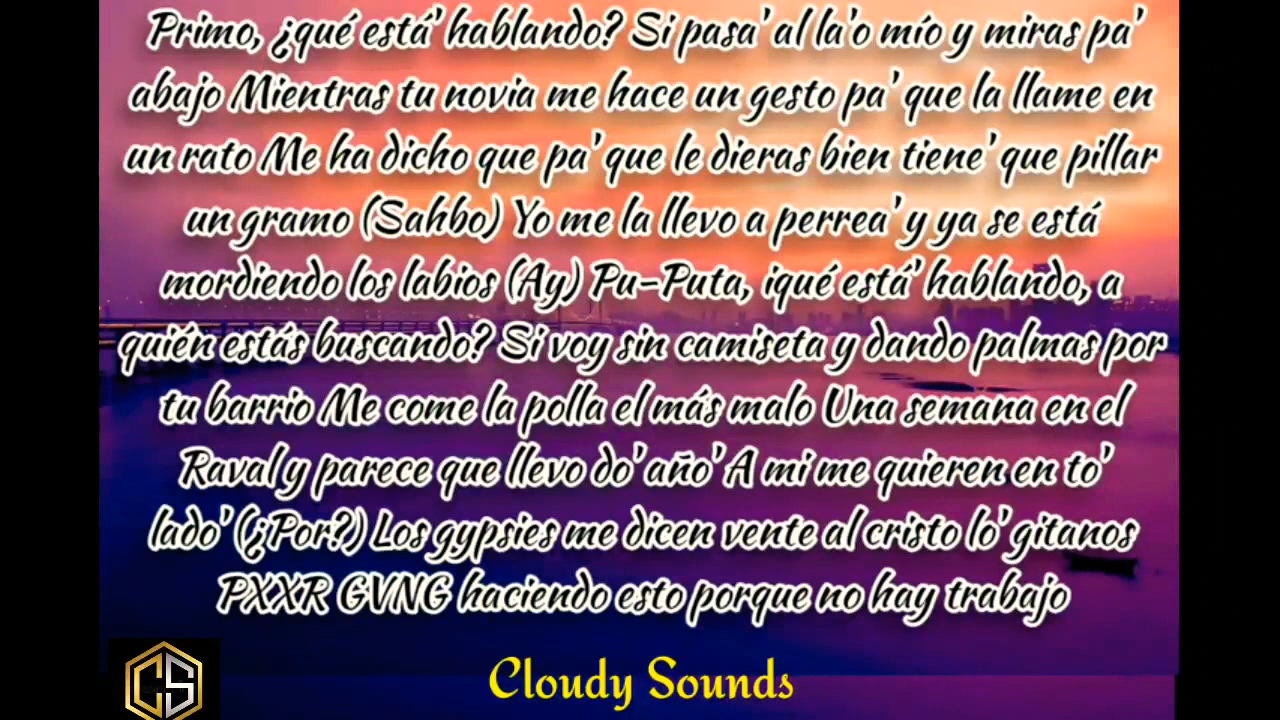 Primo, ¿qué está' hablando? Si pasa' al la'o mío y miras pa'
abajo Mientras tu novia me hace un gesto pa' que la llame en
un rato Me ha dicho que pa' que le dieras bien tiene' que pillar
un gramo (Sahbo) Yo me la llevo a perrea' y ya se está
mordiendo los labios (Ay) Pu-Puta, ¡qué está' hablando, a
quién estás buscando? Si voy sin camiseta y dando palmas por
tu barrio Me come la polla el más malo Una semana en el
Raval y parece que llevo do' año' A mi me quieren en to'
lado' (¿Por?) Los gypsies me dicen vente al cristo lo' gitanos
PXXR GVNG haciendo esto porque no hay trabajo
CS
Cloudy Sounds